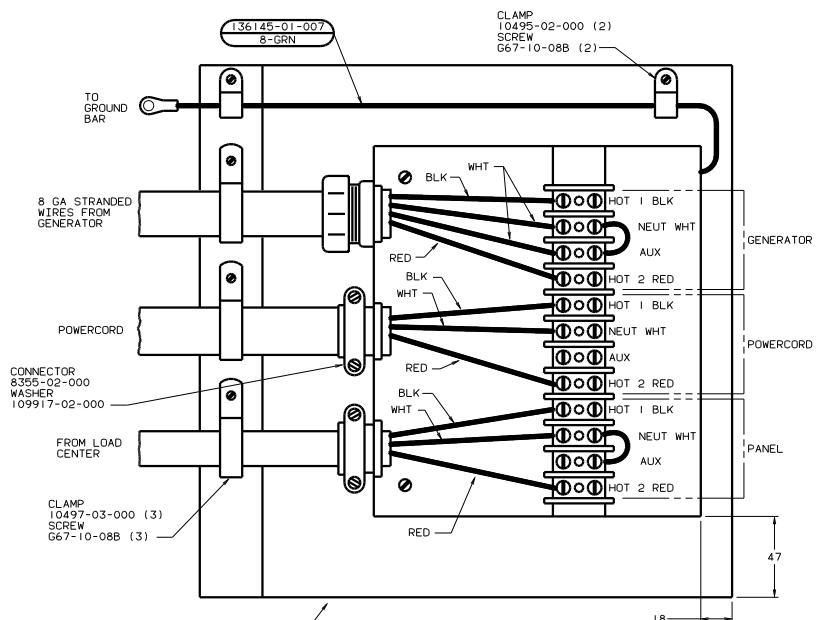 136145-01-007
8-GRN
CLAMP
10495-02-000 (2)
SCREW
G67-10-08B (2)
TO
GROUND
BAR
8 GA STRANDED
WIRES FROM
GENERATOR
BLK
WHT
RED
HOT 1 BLK
NEUT WHT
AUX
HOT 2 RED
GENERATOR
POWERCORD
BLK
WHT
RED
HOT 1 BLK
NEUT WHT
AUX
HOT 2 RED
POWERCORD
CONNECTOR
8355-02-000
WASHER
109917-02-000
FROM LOAD
CENTER
BLK
WHT
RED
HOT 1 BLK
NEUT WHT
AUX
HOT 2 RED
PANEL
CLAMP
10497-03-000 (3)
SCREW
G67-10-08B (3)
47
18